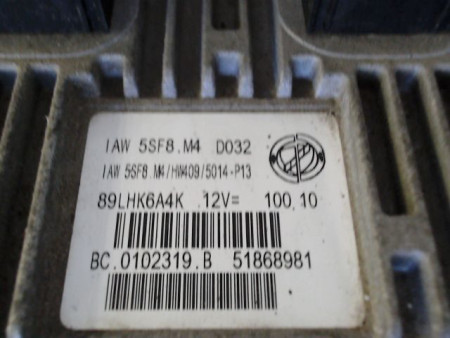 IAW 5SF8.M4 D032
IAW 5SF8.M4/HW409/5014-P13
89LHK6A4K 12V= 100,10
BC.0102319.B 51868981